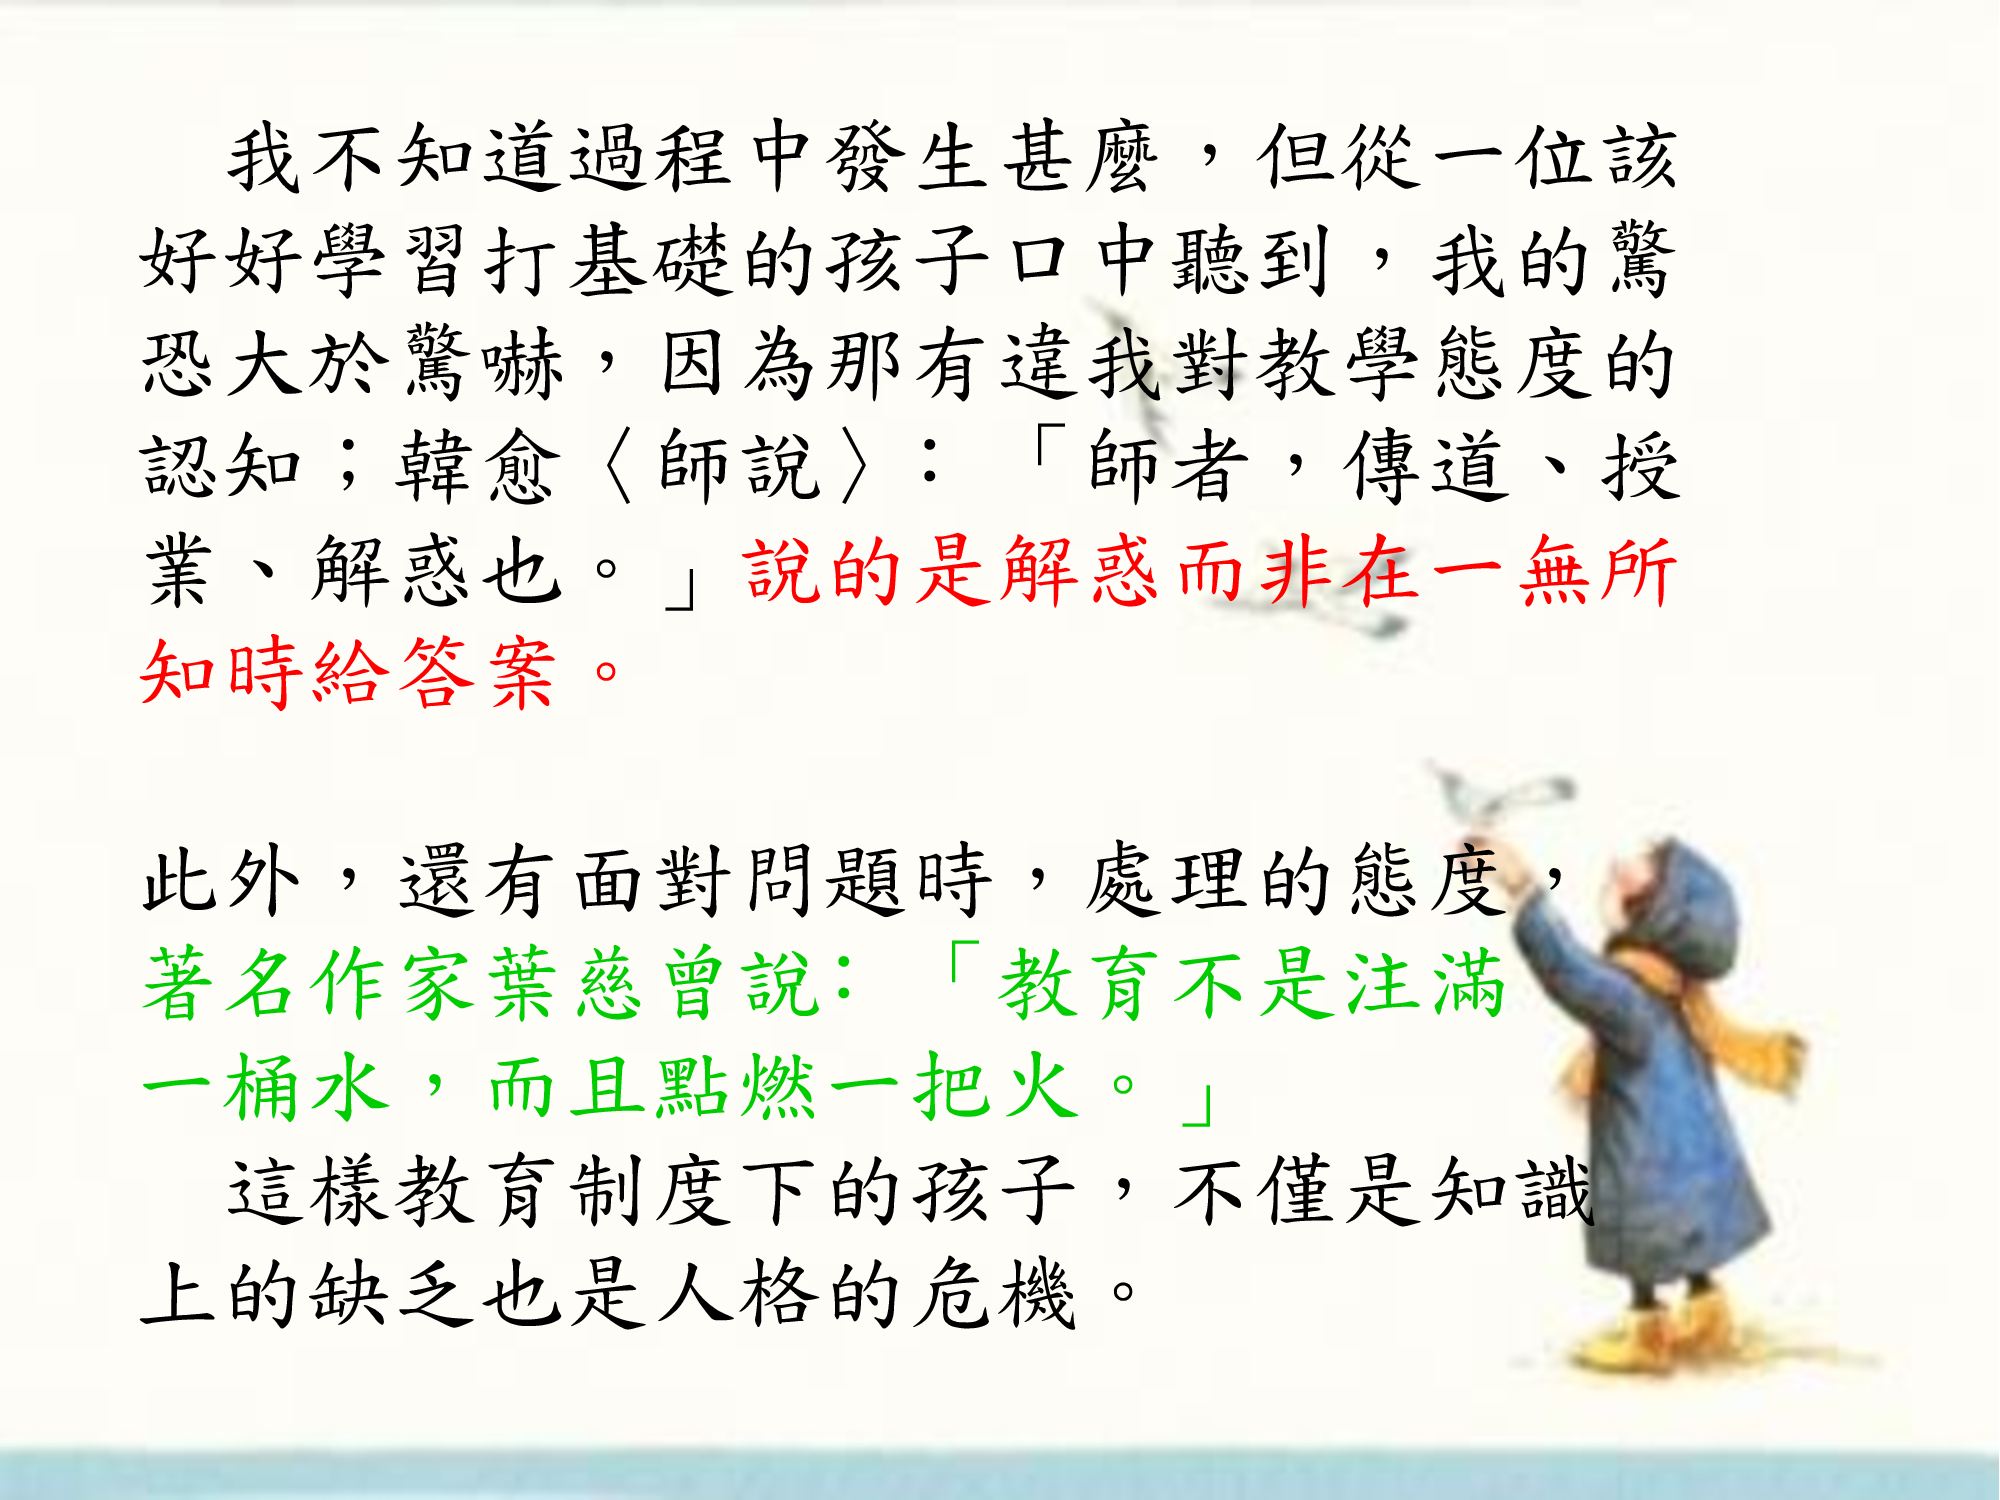 我不知道過程中發生甚麼，但從一位該
好好學習打基礎的孩子口中聽到，我的驚
恐大於驚嚇，因為那有違我對教學態度的
認知；韓愈〈師說〉：「師者，傳道、授
業、解惑也。」說的是解惑而非在一無所
知時給答案。
此外，還有面對問題時，處理的態度，
著名作家葉慈曾說：「教育不是注滿
一桶水，而且點燃一把火。」
這樣教育制度下的孩子，不僅是知識
上的缺乏也是人格的危機。